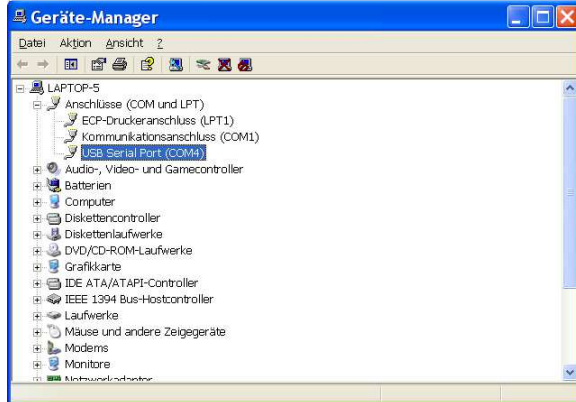 Geräte-Manager
Datei Aktion Ansicht ?
LAPTOP-5
Anschlüsse (COM und LPT)
ECP-Druckeranschluss (LPT1)
Kommunikationsanschluss (COM1)
USB Serial Port (COM4)
Audio-, Video- und Gamecontroller
Batterien
Computer
Diskettencontroller
Diskettenlaufwerke
DVD/CD-ROM-Laufwerke
Grafikkarte
IDE ATA/ATAPI-Controller
IEEE 1394 Bus-Hostcontroller
Laufwerke
Mäuse und andere Zeigegeräte
Modems
Monitore
Netzwerkadapter